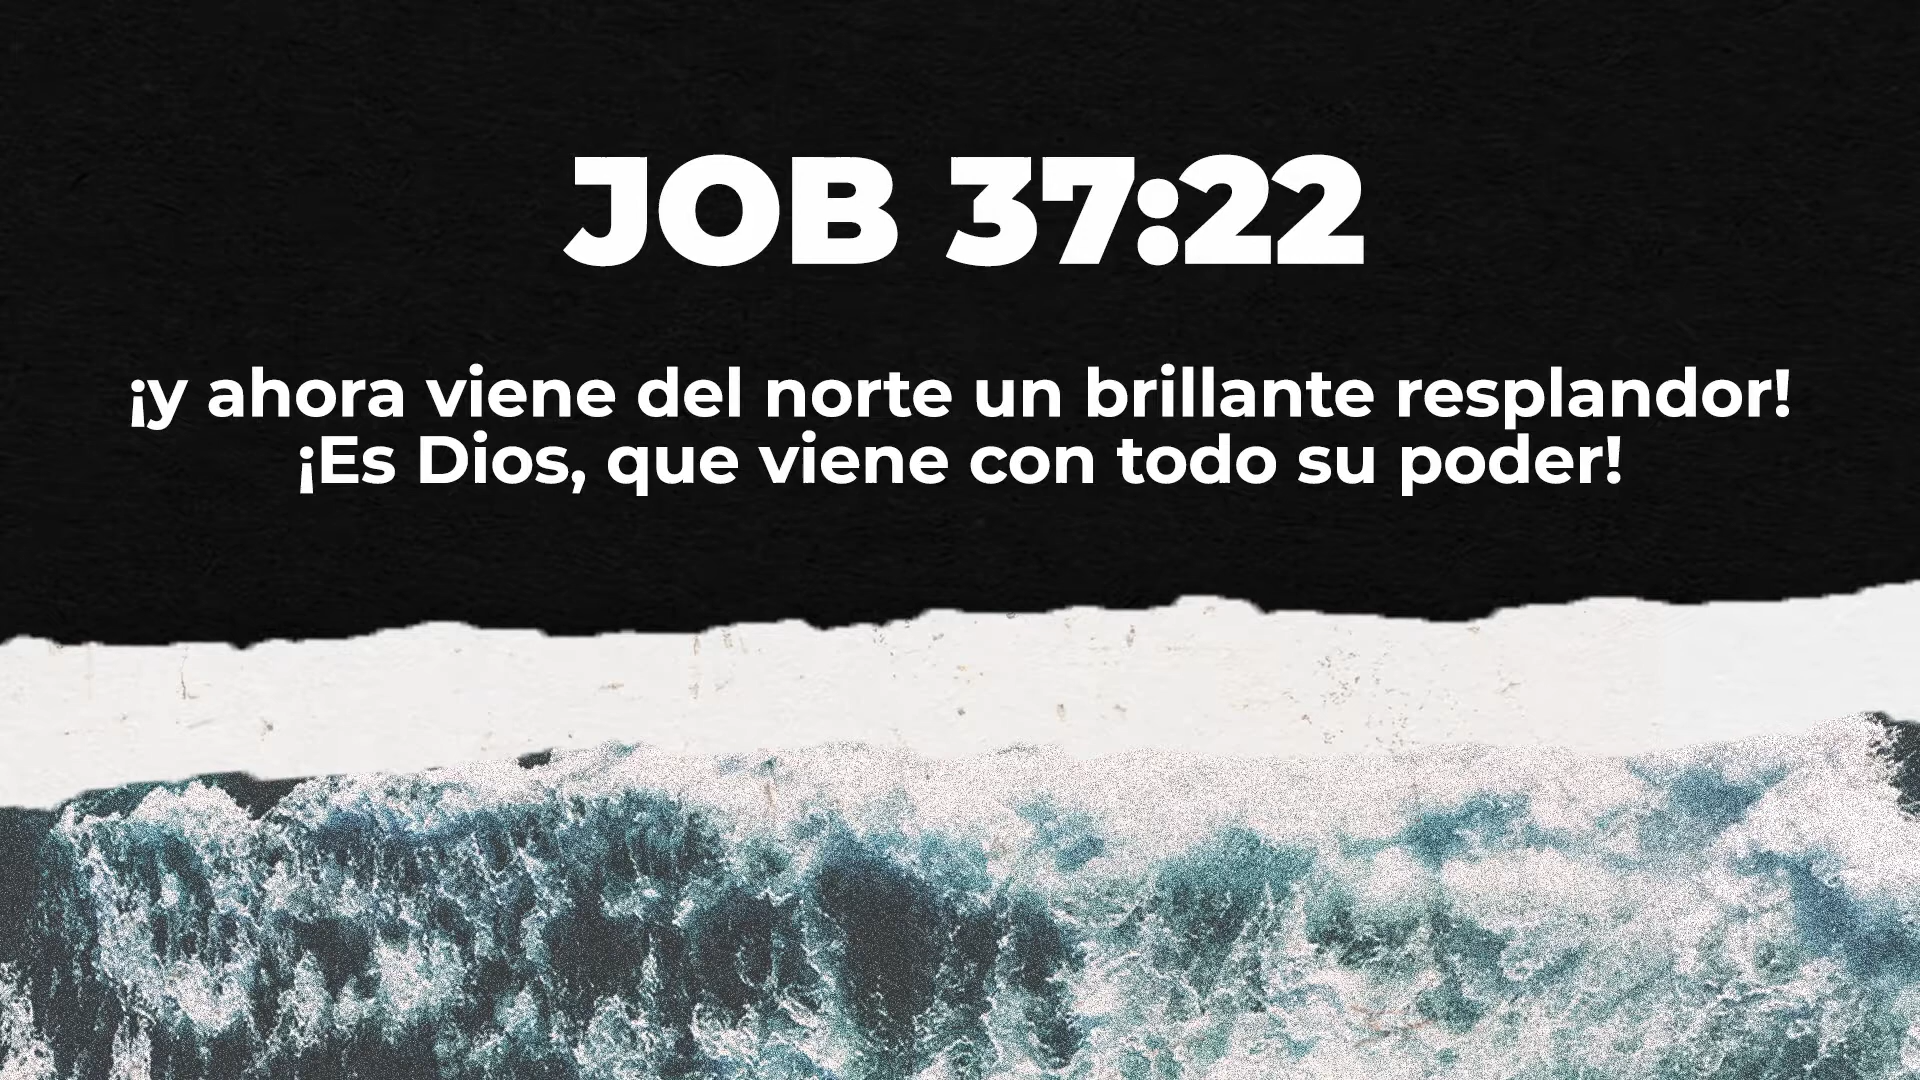 JOB 37:22
¡y ahora viene del norte un brillante resplandor!
¡Es Dios, que viene con todo su poder!